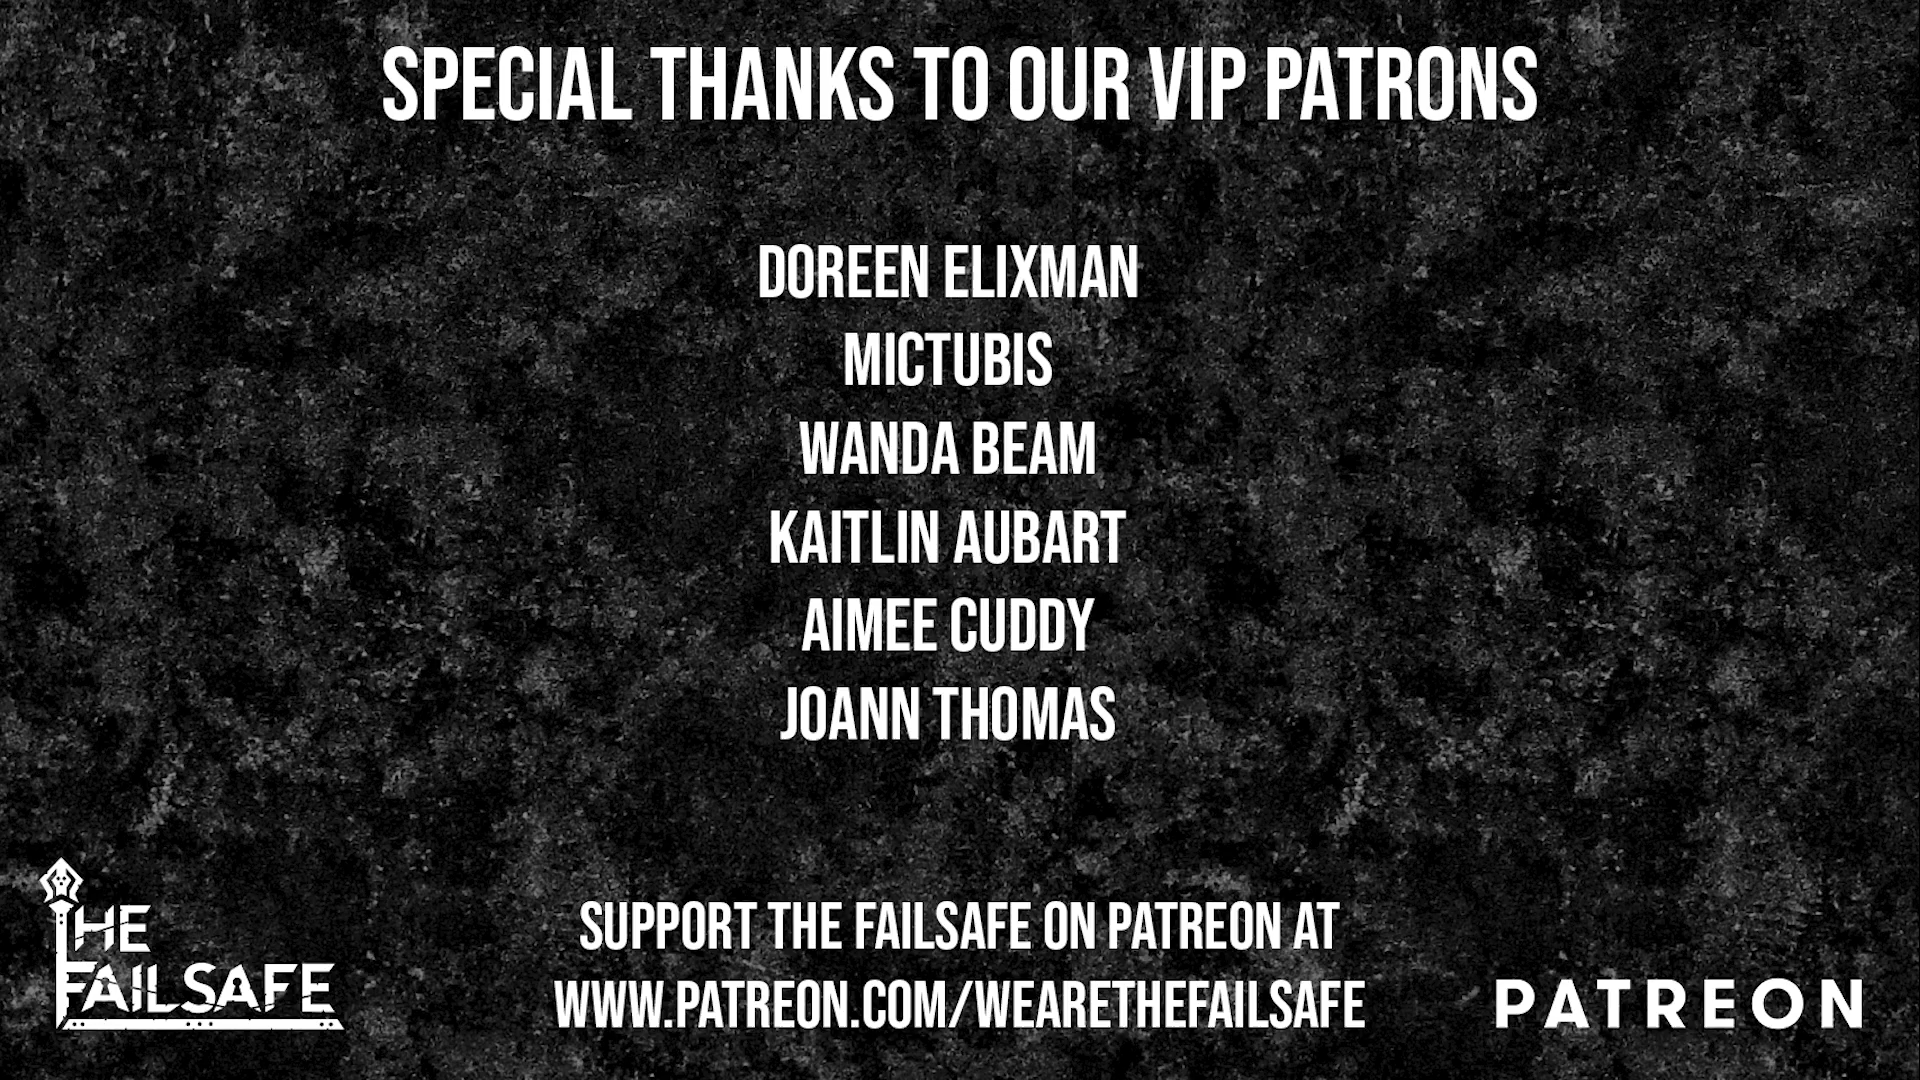 SPECIAL THANKS TO OUR VIP PATRONS
DOREEN ELIXMAN
MICTUBIS
WANDA BEAM
KAITLIN AUBART
AIMEE CUDDY
JOANN THOMAS
THE
FAILSAFE
SUPPORT THE FAILSAFE ON PATREON AT
WWW.PATREON.COM/WEARETHEFAILSAFE
PATREON